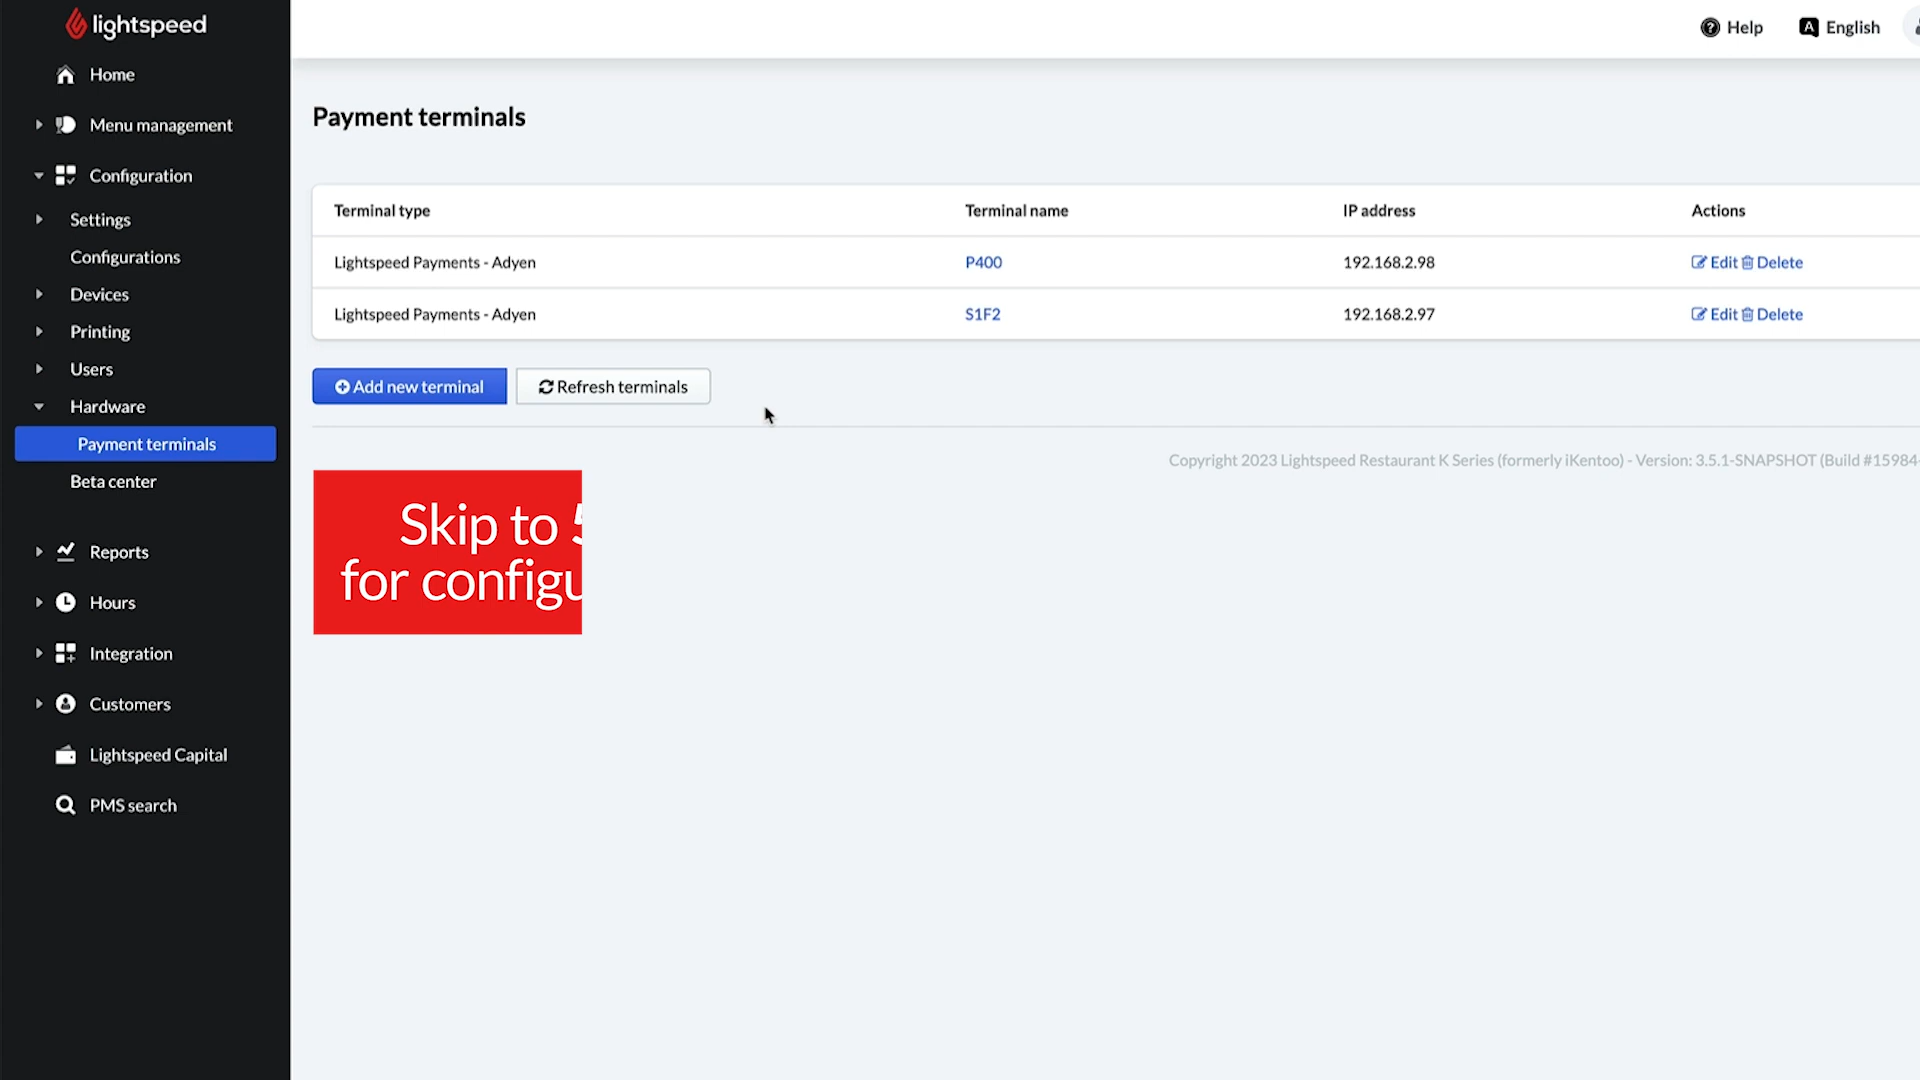 lightspeed
Help
English
Home
Menu management
Configuration
Settings
Configurations
Devices
Printing
Users
Hardware
Payment terminals
Beta center
Reports
Hours
Integration
Customers
Lightspeed Capital
PMS search
Payment terminals
Terminal type Terminal name IP address Actions
Lightspeed Payments - Adyen P400 192.168.2.98 Edit Delete
Lightspeed Payments - Adyen S1F2 192.168.2.97 Edit Delete
Add new terminal Refresh terminals
Copyright 2023 Lightspeed Restaurant K Series (formerly iKentoo) - Version: 3.5.1-SNAPSHOT (Build #15984-
Skip to
for